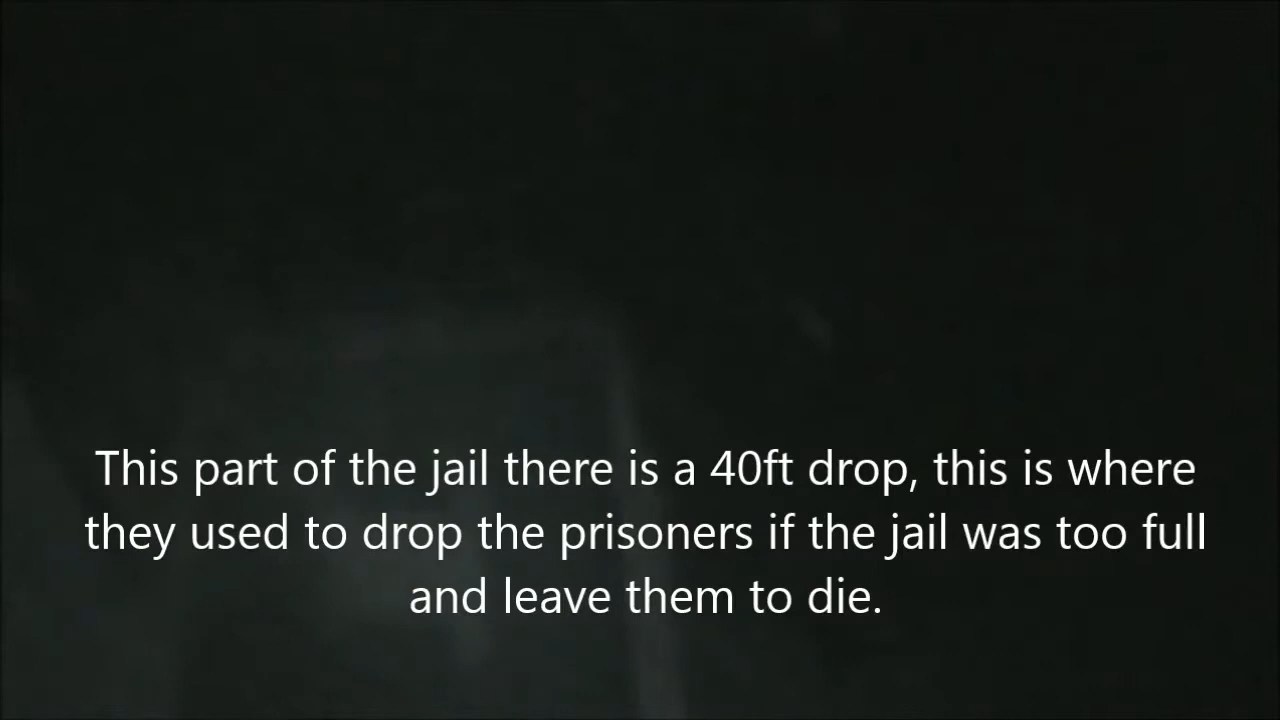 This part of the jail there is a 40ft drop, this is where
they used to drop the prisoners if the jail was too full
and leave them to die.